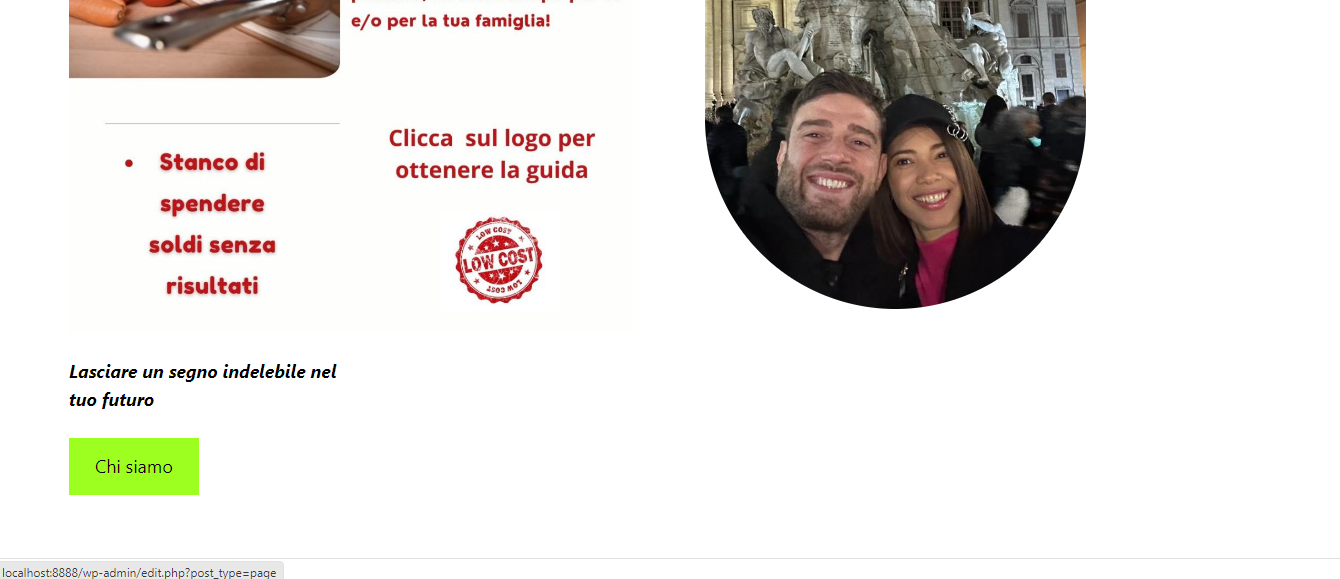 e/o per la tua famiglia!
Clicca sul logo per
ottenere la guida
• Stanco di
spendere
soldi senza
risultati
LOW COST
LOW COST
LOW COST
Lasciare un segno indelebile nel
tuo futuro
Chi siamo
localhost:8888/wp-admin/edit.php?post_type=page